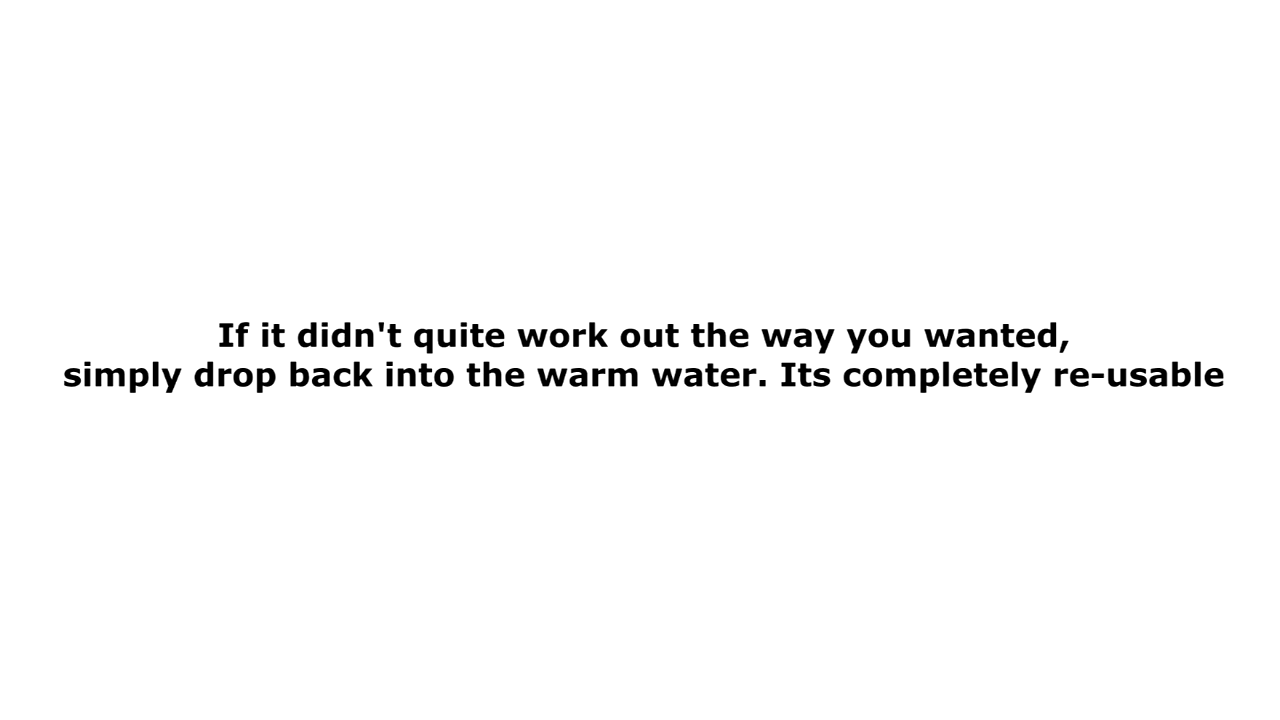 If it didn't quite work out the way you wanted,
simply drop back into the warm water. Its completely re-usable